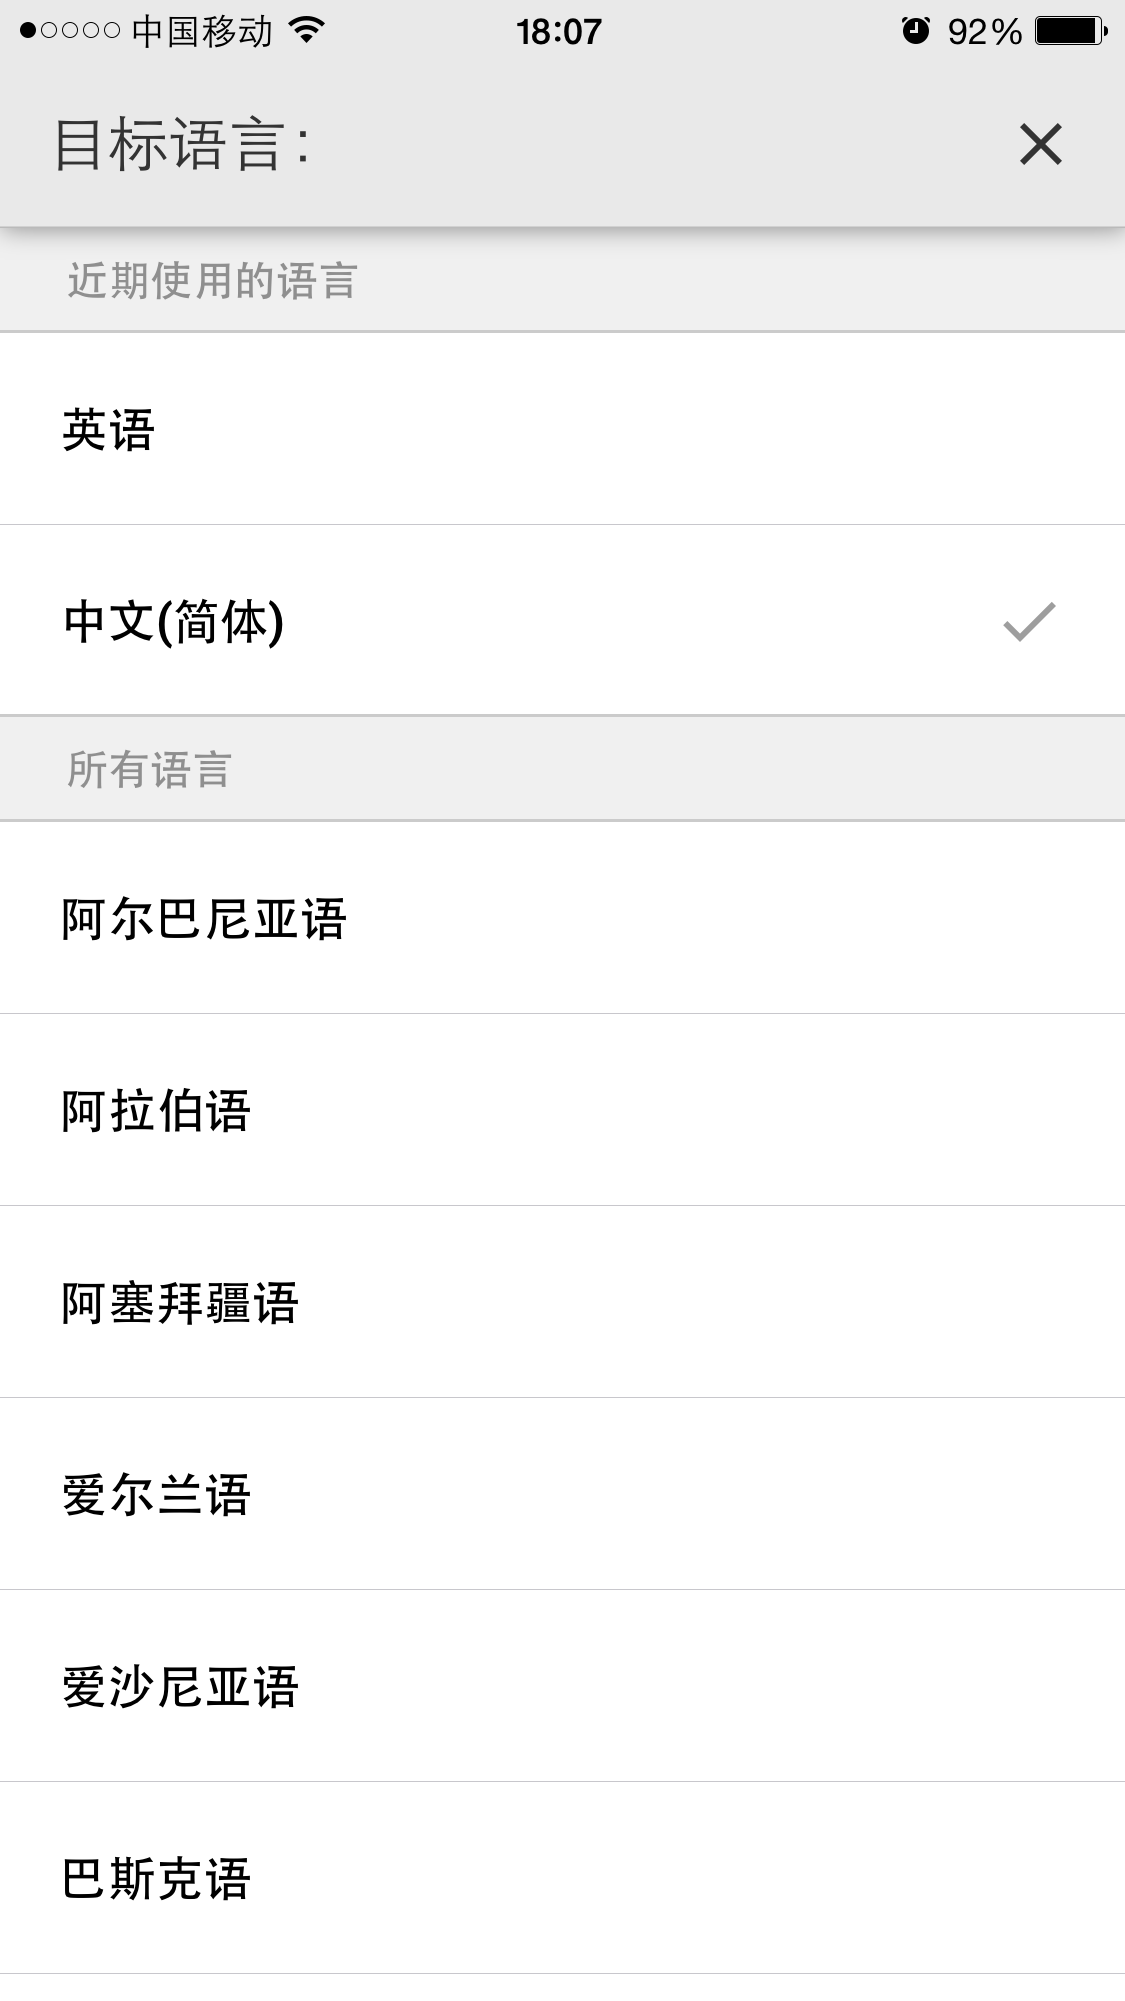 中国移动 18:07 92%
目标语言:
近期使用的语言
英语
中文(简体)
所有语言
阿尔巴尼亚语
阿拉伯语
阿塞拜疆语
爱尔兰语
爱沙尼亚语
巴斯克语